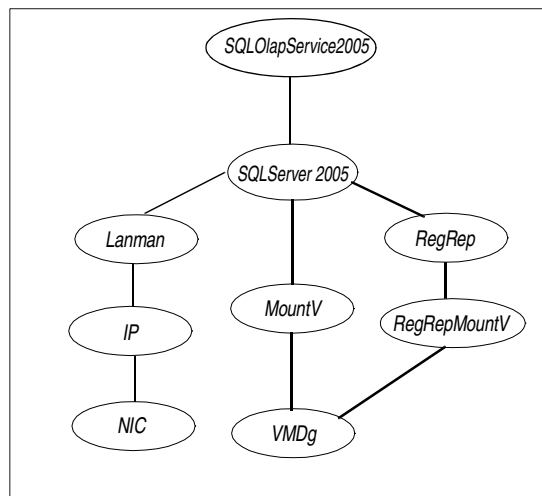 SQLOlapService2005
SQLServer 2005
Lanman
RegRep
MountV
RegRepMountV
IP
NIC
VMDg